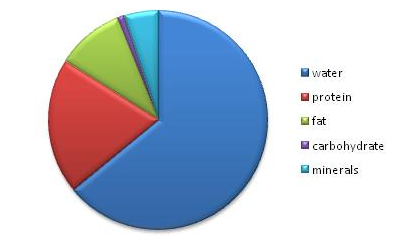 water
protein
fat
carbohydrate
minerals